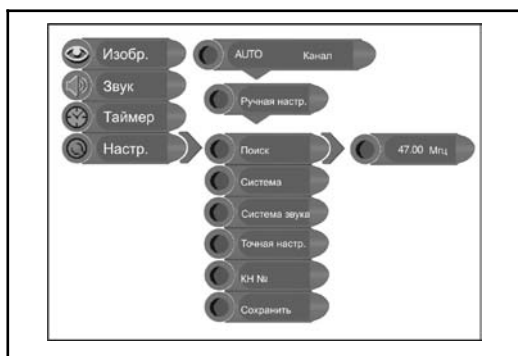 Изобр.
Звук
Таймер
Настр.
AUTO Канал
Ручная настр.
Поиск
Система
Система звука
Точная настр.
КН №
Сохранить
47.00 Мгц